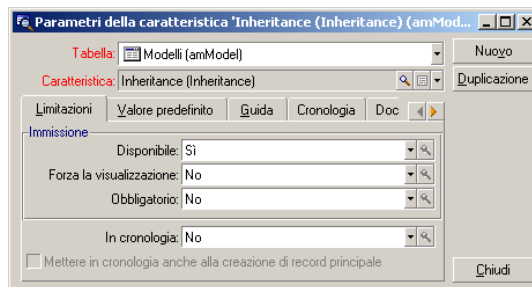 Parametri della caratteristica 'Inheritance (Inheritance) (amMod...
Tabella: Modelli (amModel)
Nuovo
Caratteristica: Inheritance (Inheritance)
Duplicazione
Limitazioni Valore predefinito Guida Cronologia Doc
Immissione
Disponibile: Sì
Forza la visualizzazione: No
Obbligatorio: No
In cronologia: No
Mettere in cronologia anche alla creazione di record principale
Chiudi